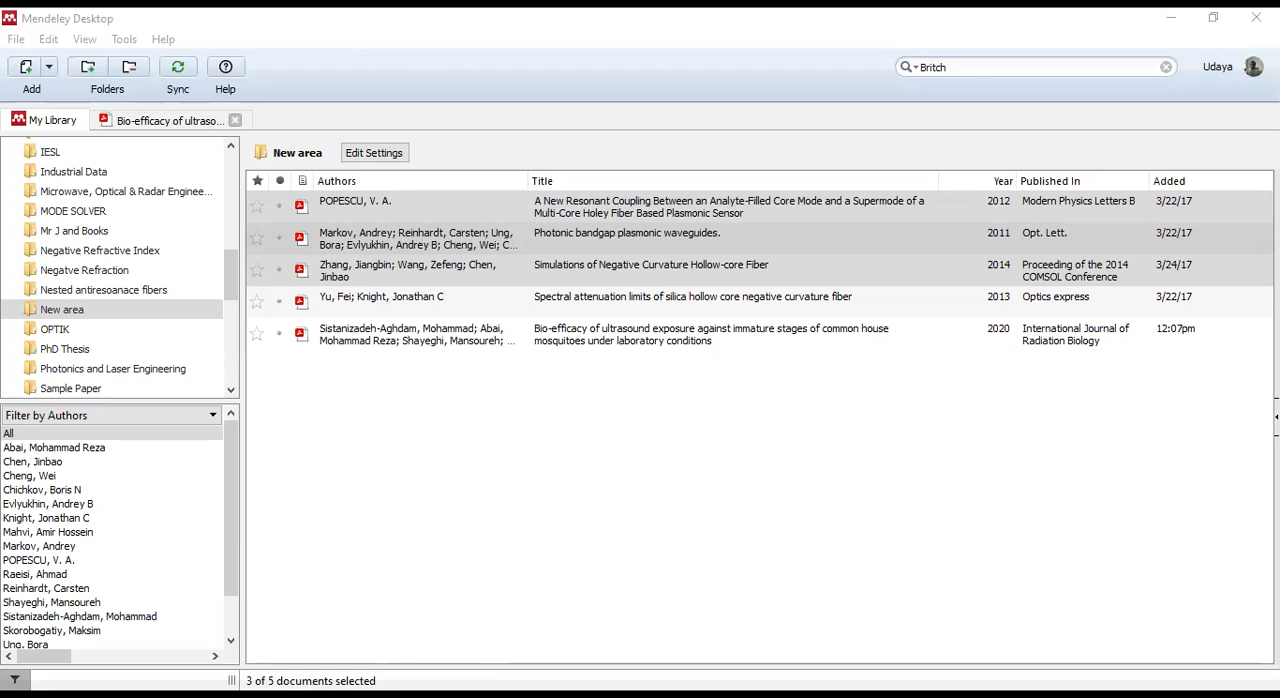 Mendeley Desktop
File Edit View Tools Help
Add Folders Sync Help
Britch
Udaya
My Library Bio-efficacy of ultraso...
IESL
Industrial Data
Microwave, Optical & Radar Enginee...
MODE SOLVER
Mr J and Books
Negative Refractive Index
Negatve Refraction
Nested antiresoanace fibers
New area
OPTIK
PhD Thesis
Photonics and Laser Engineering
Sample Paper
Filter by Authors
All
Abai, Mohammad Reza
Chen, Jinbao
Cheng, Wei
Chichkov, Boris N
Evlyukhin, Andrey B
Knight, Jonathan C
Mahvi, Amir Hossein
Markov, Andrey
POPESCU, V. A.
Raeisi, Ahmad
Reinhardt, Carsten
Shayeghi, Mansoureh
Sistanizadeh-Aghdam, Mohammad
Skorobogatiy, Maksim
Ung, Bora
New area Edit Settings
Authors Title Year Published In Added
POPESCU, V. A. A New Resonant Coupling Between an Analyte-Filled Core Mode and a Supermode of a 2012 Modern Physics Letters B 3/22/17
Multi-Core Holey Fiber Based Plasmonic Sensor
Markov, Andrey; Reinhardt, Carsten; Ung, Photonic bandgap plasmonic waveguides. 2011 Opt. Lett. 3/22/17
Bora; Evlyukhin, Andrey B; Cheng, Wei; C...
Zhang, Jiangbin; Wang, Zefeng; Chen, Simulations of Negative Curvature Hollow-core Fiber 2014 Proceeding of the 2014 3/24/17
Jinbao COMSOL Conference
Yu, Fei; Knight, Jonathan C Spectral attenuation limits of silica hollow core negative curvature fiber 2013 Optics express 3/22/17
Sistanizadeh-Aghdam, Mohammad; Abai, Bio-efficacy of ultrasound exposure against immature stages of common house 2020 International Journal of 12:07pm
Mohammad Reza; Shayeghi, Mansoureh; ... mosquitoes under laboratory conditions Radiation Biology
3 of 5 documents selected